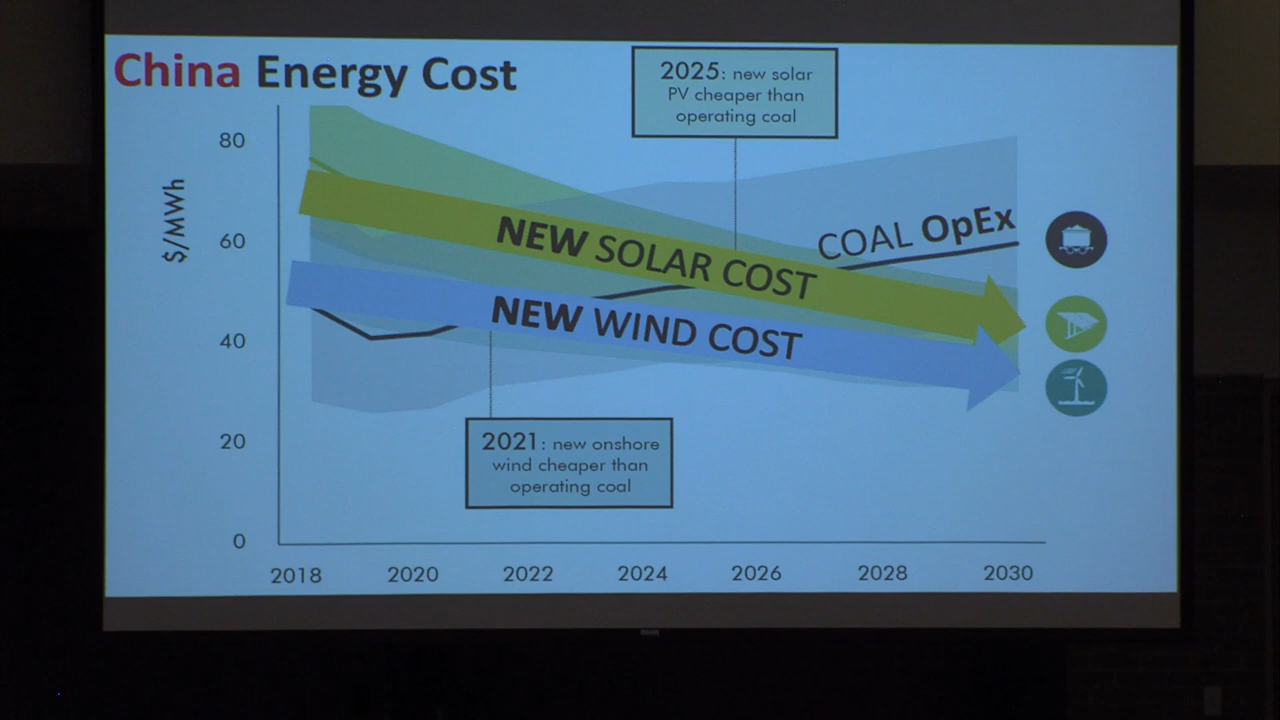 China Energy Cost
2025: new solar
PV cheaper than
operating coal
80
$/MWh
60
40
20
0
COAL OpEx
NEW SOLAR COST
NEW WIND COST
2021: new onshore
wind cheaper than
operating coal
2018 2020 2022 2024 2026 2028 2030